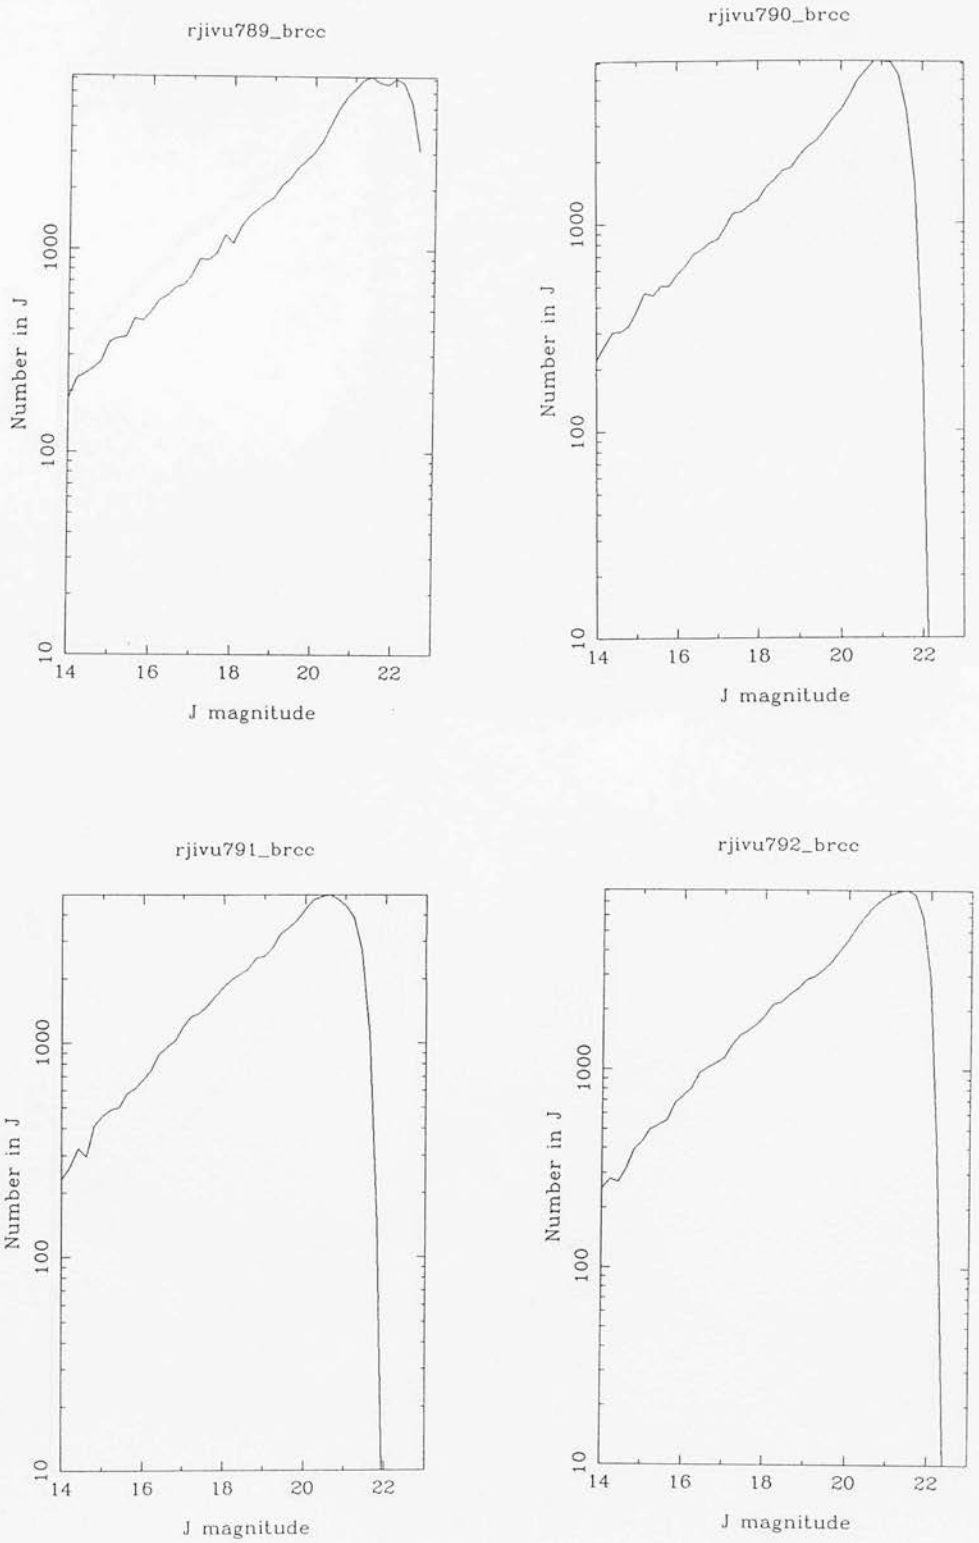 rjivu789_brcc
rjivu790_brcc
1000
100
10
Number in J
14
16
18
20
22
J magnitude
1000
100
10
Number in J
14
16
18
20
22
J magnitude
rjivu791_brcc
rjivu792_brcc
1000
100
10
Number in J
14
16
18
20
22
J magnitude
1000
100
10
Number in J
14
16
18
20
22
J magnitude